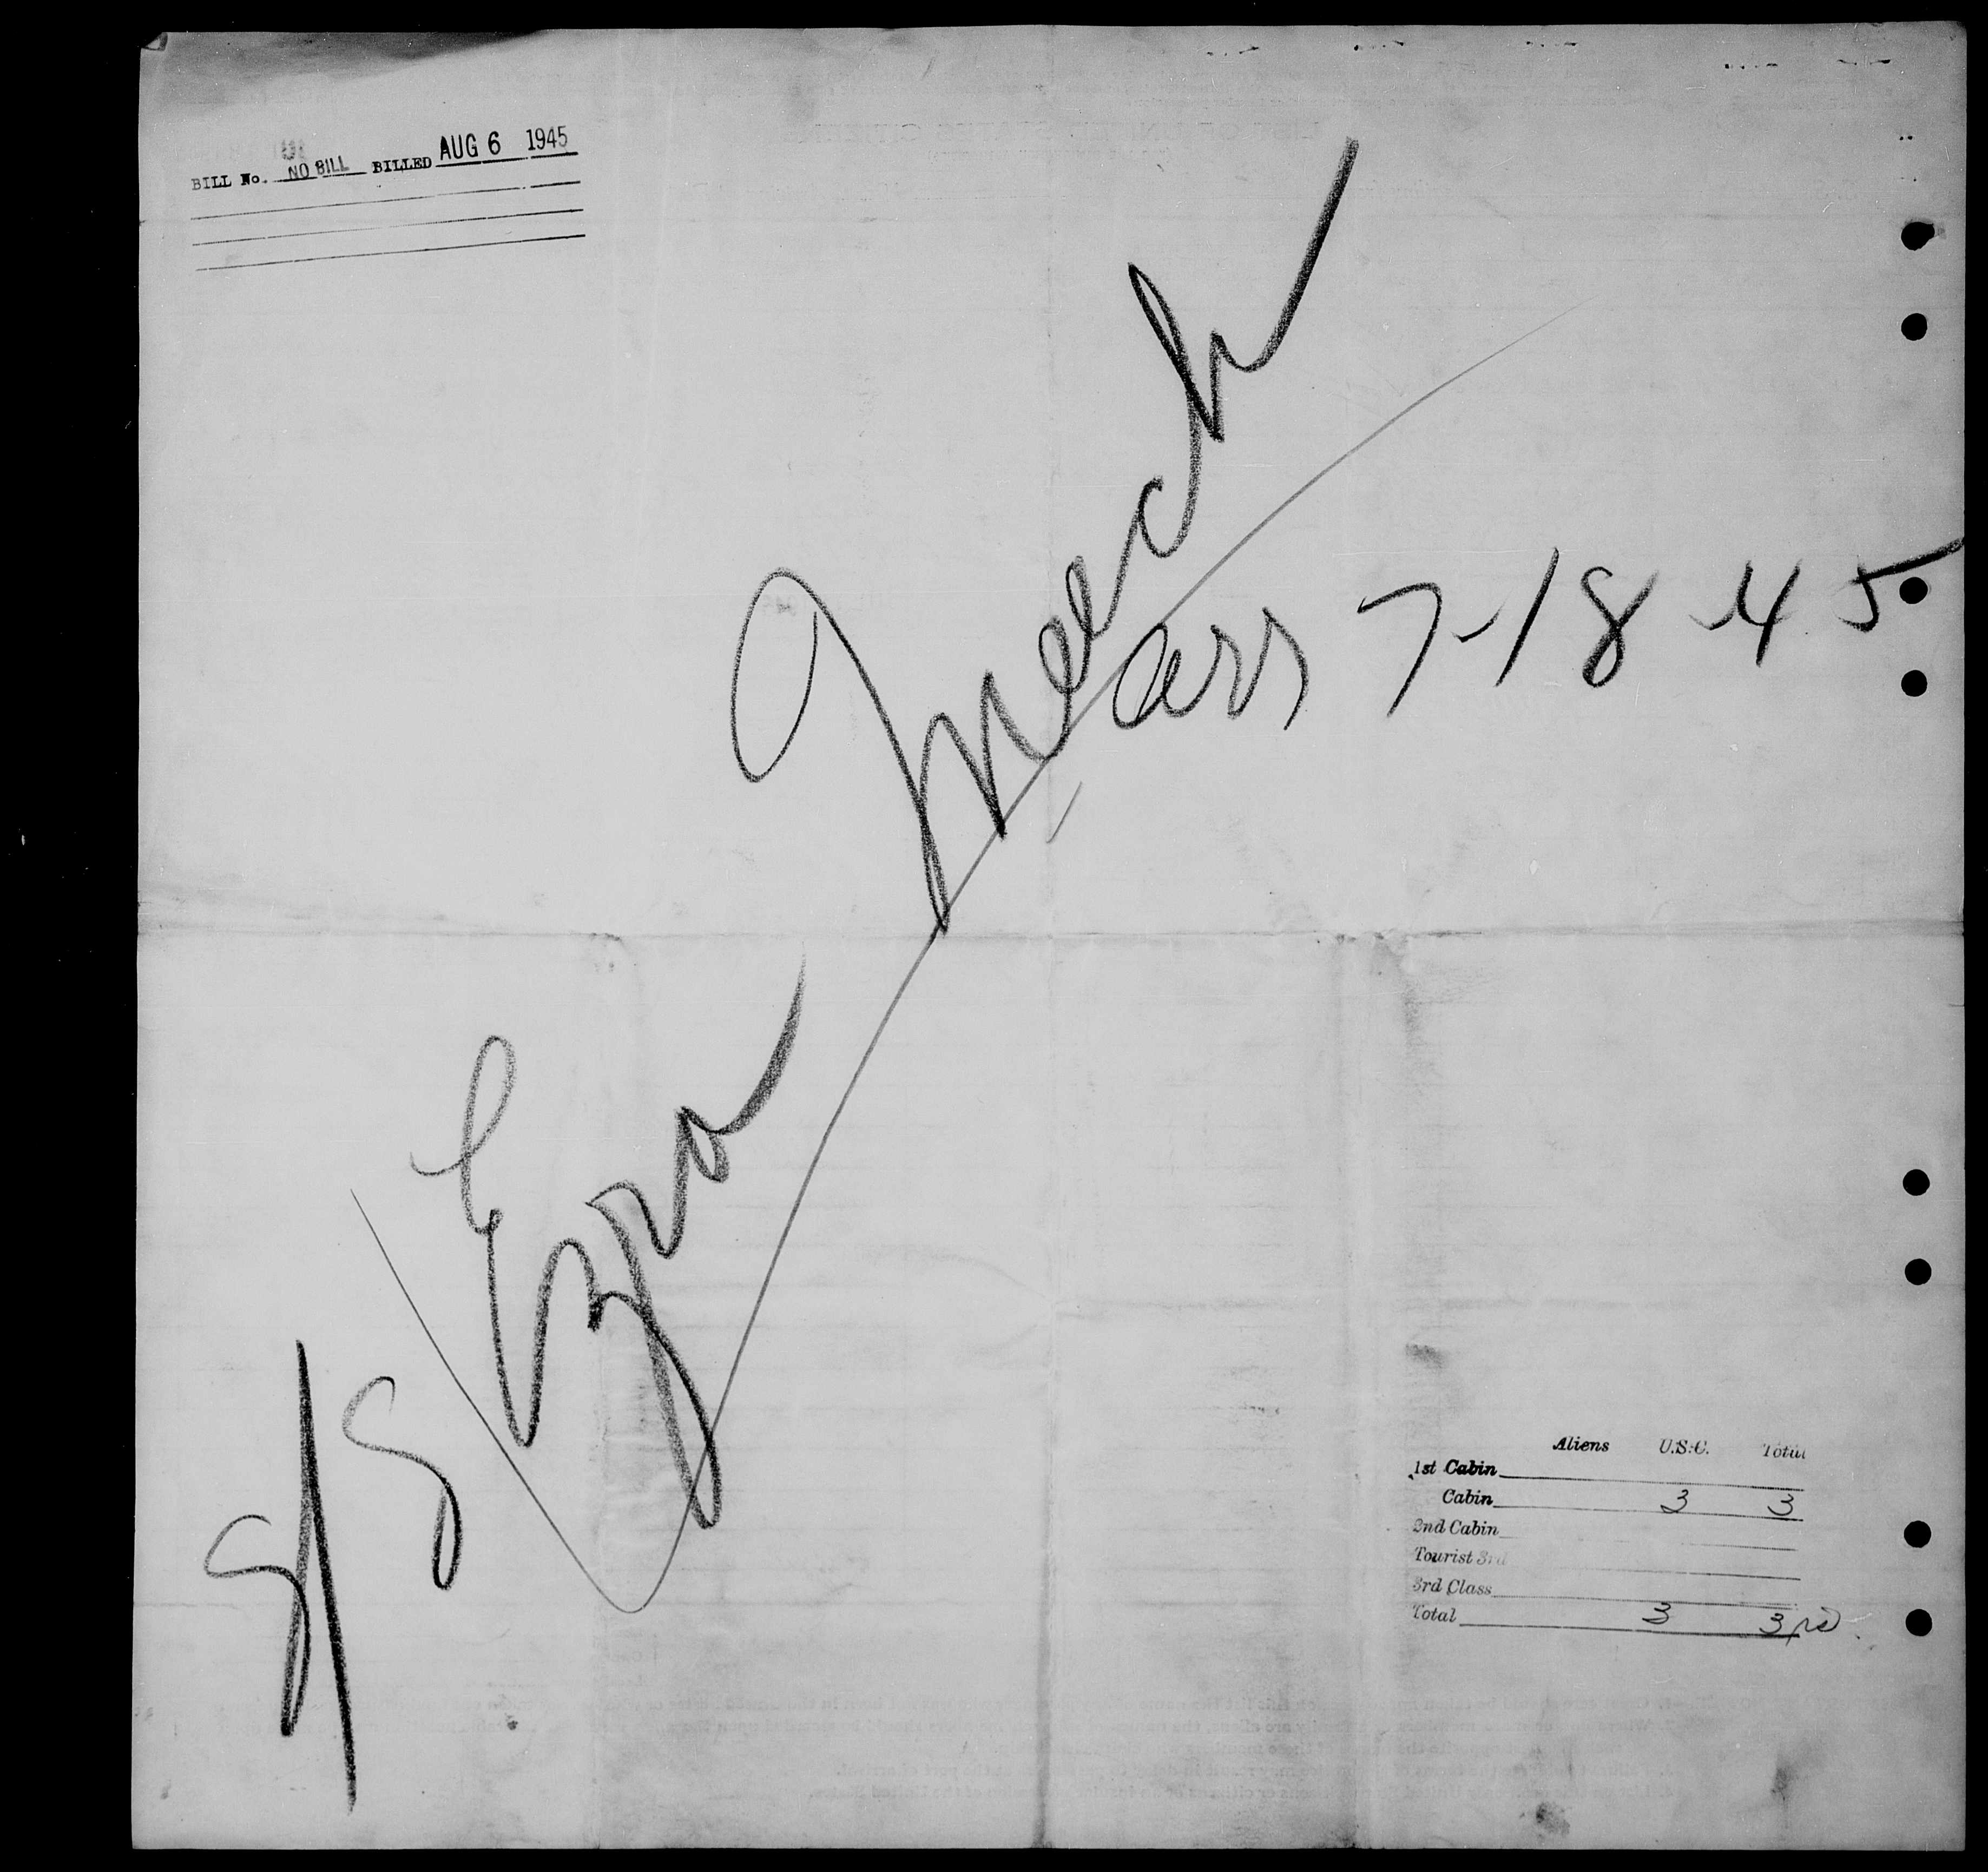 BILL No. NO BILL BILLED AUG 6 1945
S/S Ezra Meech
arr 7-18-45
Aliens U.S.C. Total
1st Cabin
Cabin 3 3
2nd Cabin
Tourist 3rd
3rd Class
Total 3 3